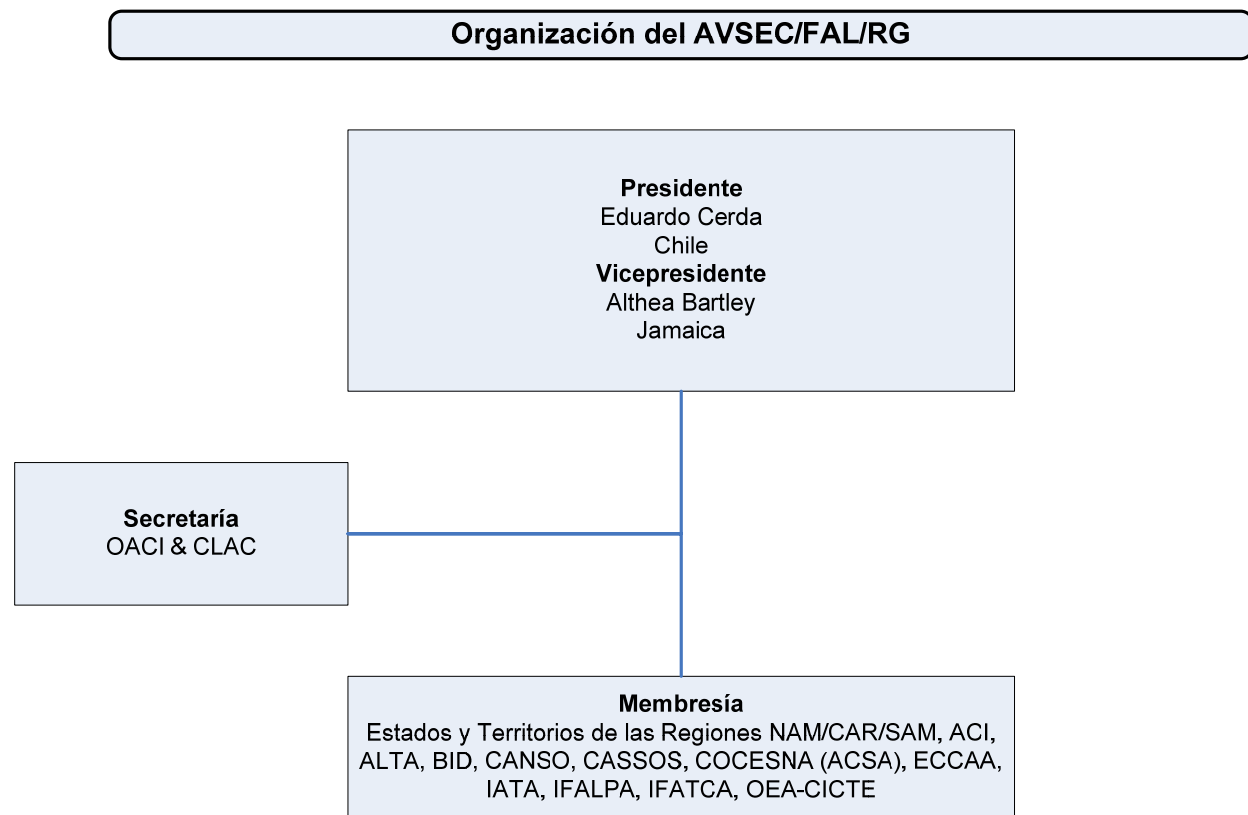 Organización del AVSEC/FAL/RG
Presidente
Eduardo Cerda
Chile
Vicepresidente
Althea Bartley
Jamaica
Secretaría
OACI & CLAC
Membresía
Estados y Territorios de las Regiones NAM/CAR/SAM, ACI,
ALTA, BID, CANSO, CASSOS, COCESNA (ACSA), ECCAA,
IATA, IFALPA, IFATCA, OEA-CICTE